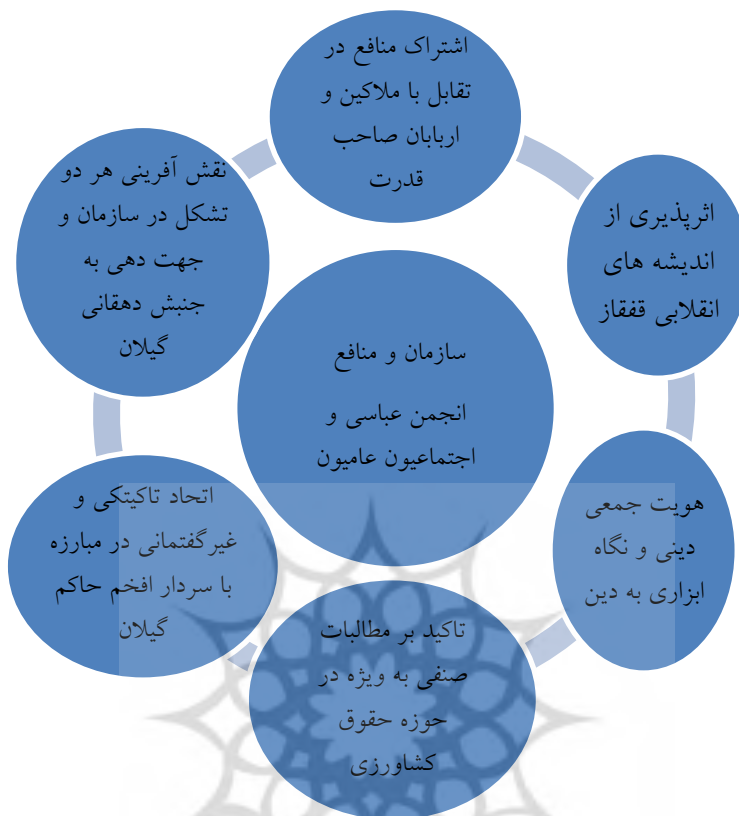 اشتراک منافع در
تقابل با ملاکین و
اربابان صاحب
قدرت
اثرپذیری از
اندیشه های
انقلابی قفقاز
هویت جمعی
دینی و نگاه
ابزاری به دین
تاکید بر مطالبات
صنفی به ویژه در
حوزه حقوق
کشاورزی
اتحاد تاکیتکی و
غیرگفتمانی در مبارزه
با سردار افخم حاکم
گیلان
نقش آفرینی هر دو
تشکل در سازمان و
جهت دهی به
جنبش دهقانی
گیلان
سازمان و منافع
انجمن عباسی و
اجتماعیون عامیون